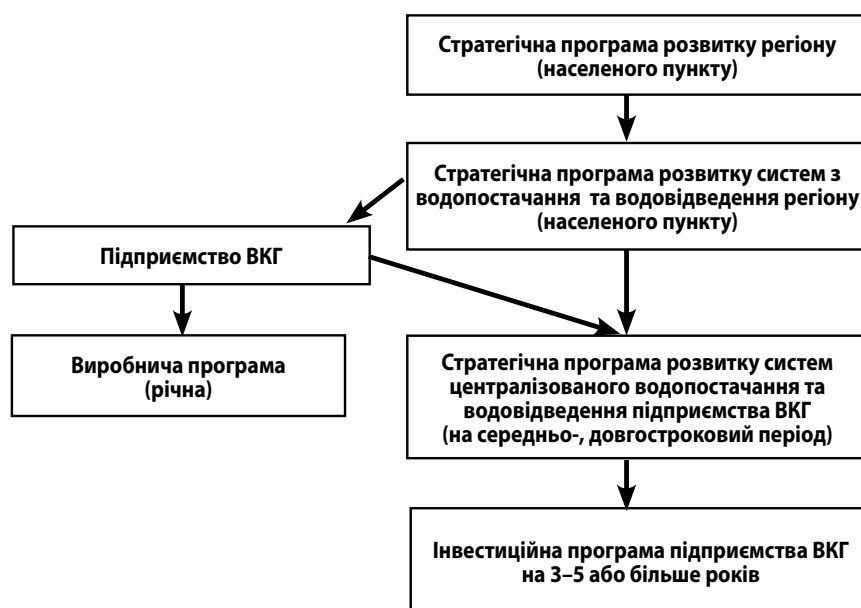 Стратегічна програма розвитку регіону
(населеного пункту)
Стратегічна програма розвитку систем з
водопостачання та водовідведення регіону
(населеного пункту)
Підприємство ВКГ
Виробнича програма
(річна)
Стратегічна програма розвитку систем
централізованого водопостачання та
водовідведення підприємства ВКГ
(на середньо-, довгостроковий період)
Інвестиційна програма підприємства ВКГ
на 3–5 або більше років